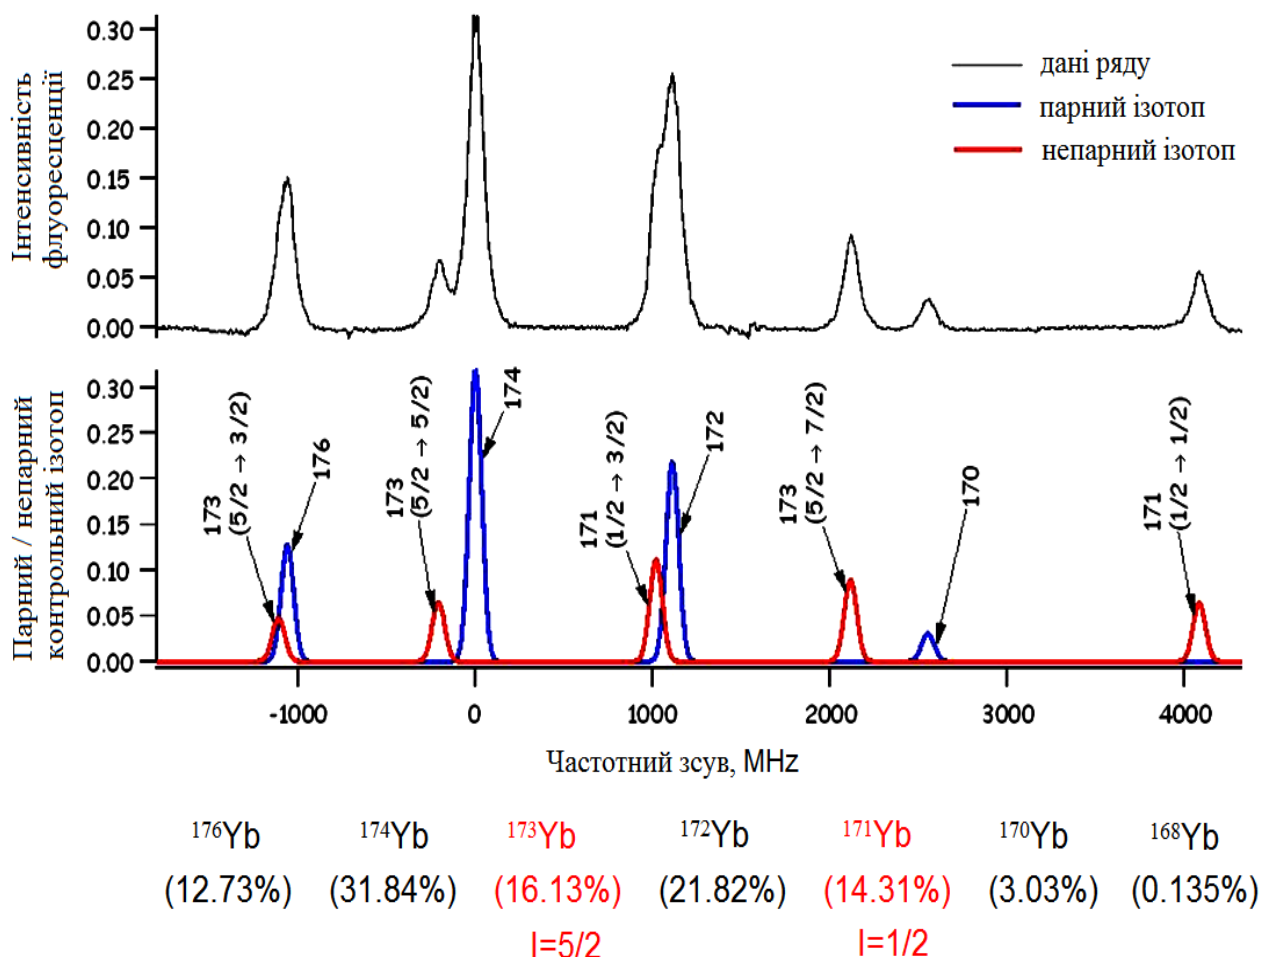 Інтенсивність
флуоресценції
0.30
0.25
0.20
0.15
0.10
0.05
0.00
дані ряду
парний ізотоп
непарний ізотоп
Парний / непарний
контрольний ізотоп
0.30
0.25
0.20
0.15
0.10
0.05
0.00
173
(5/2 → 3/2)
176
173
(5/2 → 5/2)
174
171
(1/2 → 3/2)
172
173
(5/2 → 7/2)
170
171
(1/2 → 1/2)
-1000 0 1000 2000 3000 4000
Частотний зсув, MHz
¹⁷⁶Yb ¹⁷⁴Yb ¹⁷³Yb ¹⁷²Yb ¹⁷¹Yb ¹⁷⁰Yb ¹⁶⁸Yb
(12.73%) (31.84%) (16.13%) (21.82%) (14.31%) (3.03%) (0.135%)
I=5/2 I=1/2